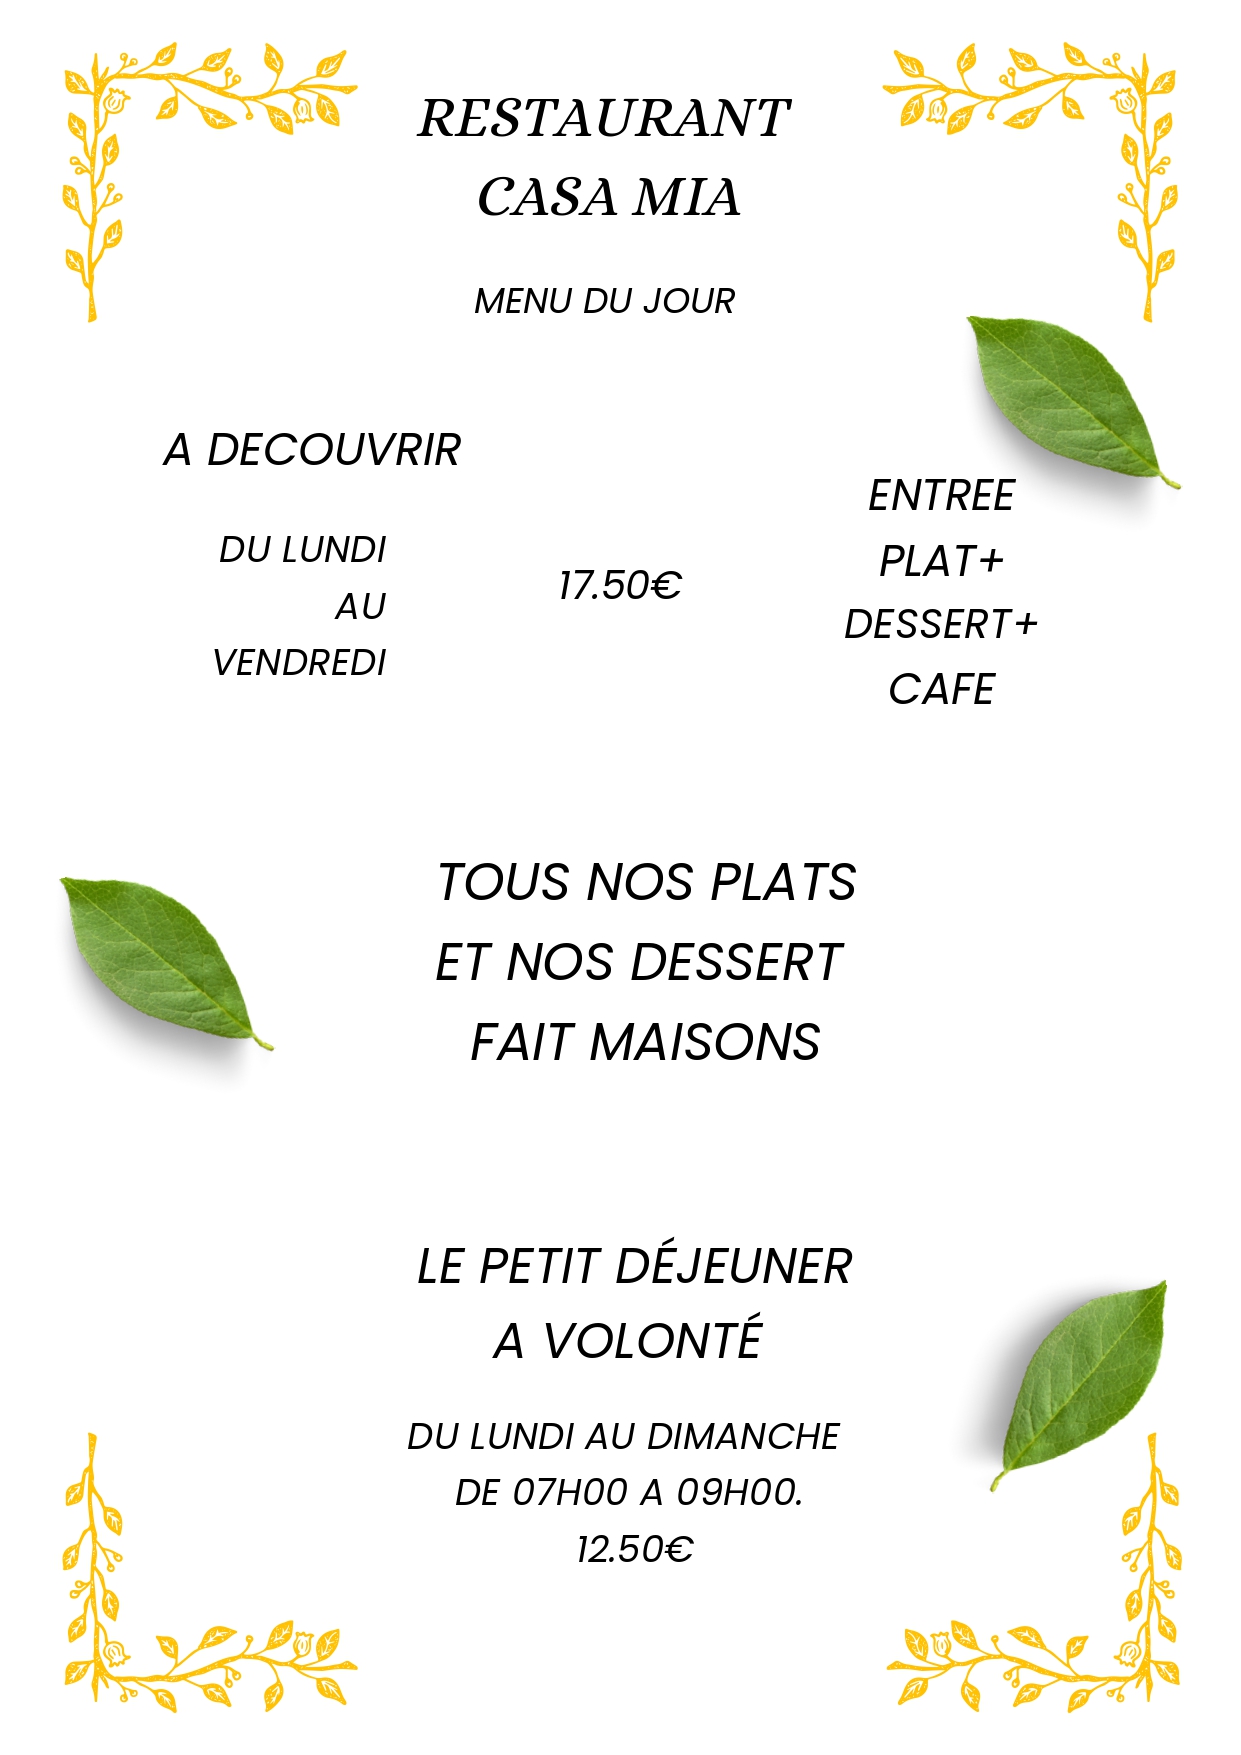 RESTAURANT
CASA MIA
MENU DU JOUR
A DECOUVRIR
DU LUNDI
AU
VENDREDI
17.50€
ENTREE
PLAT+
DESSERT+
CAFE
TOUS NOS PLATS
ET NOS DESSERT
FAIT MAISONS
LE PETIT DÉJEUNER
A VOLONTÉ
DU LUNDI AU DIMANCHE
DE 07H00 A 09H00.
12.50€